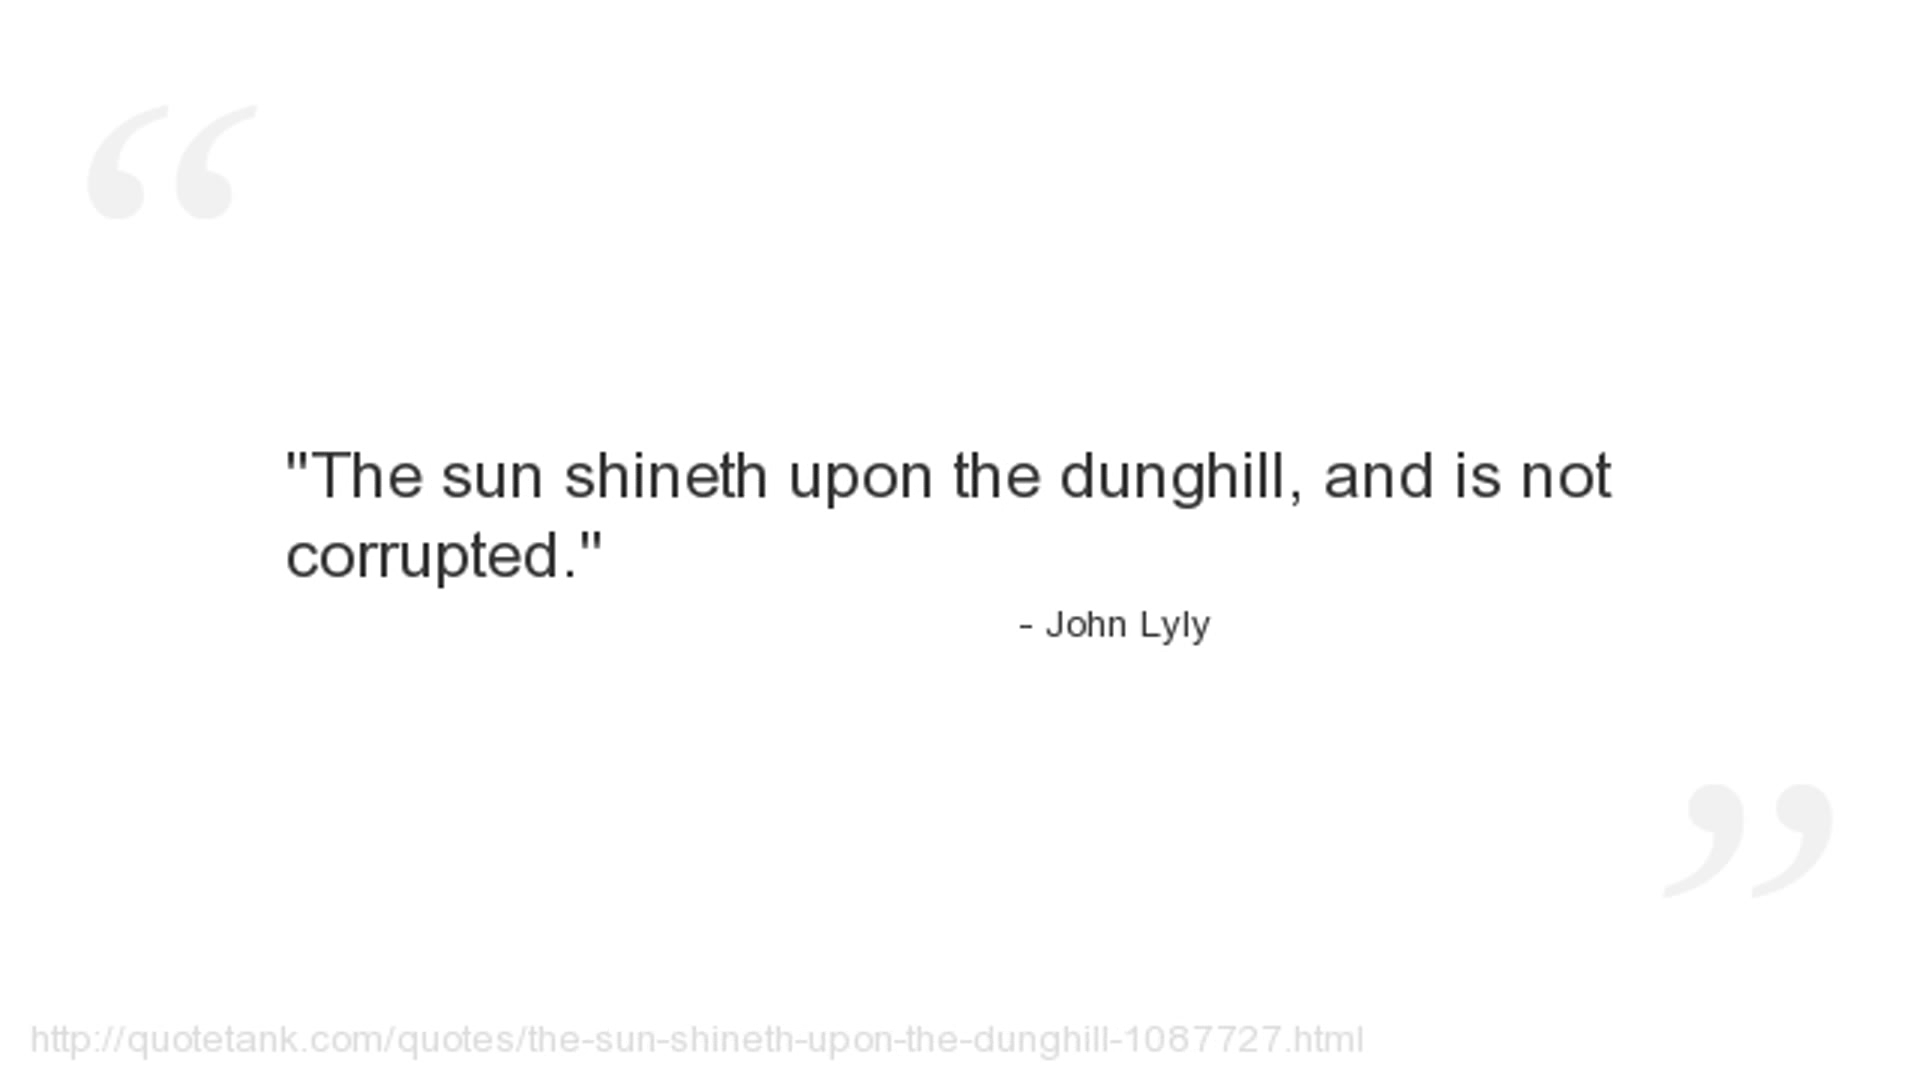 "The sun shineth upon the dunghill, and is not
corrupted."
- John Lyly
http://quotetank.com/quotes/the-sun-shineth-upon-the-dunghill-1087727.html